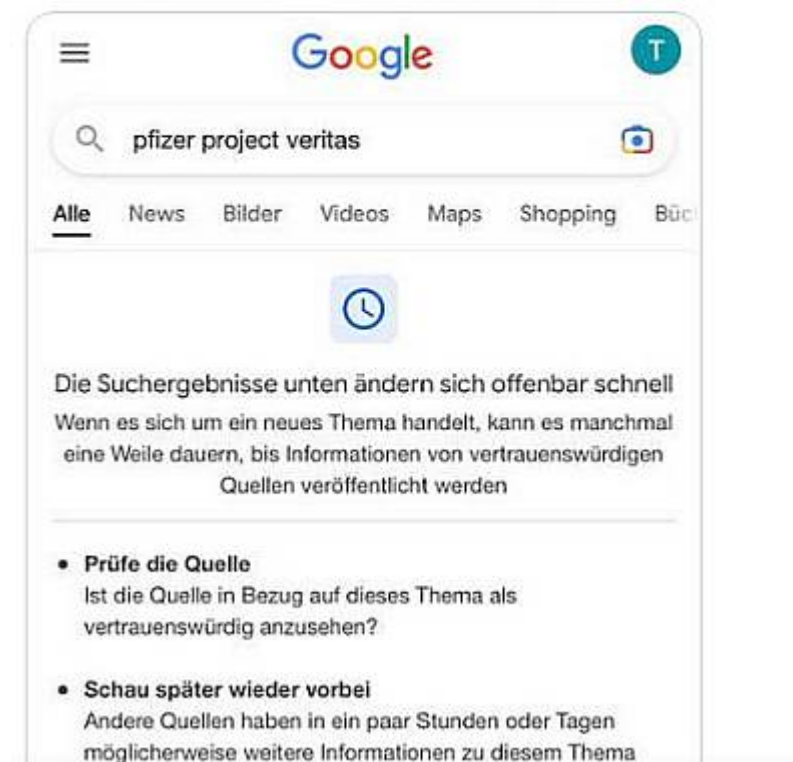 Google
T
pfizer project veritas
Alle News Bilder Videos Maps Shopping Büc
Die Suchergebnisse unten ändern sich offenbar schnell
Wenn es sich um ein neues Thema handelt, kann es manchmal
eine Weile dauern, bis Informationen von vertrauenswürdigen
Quellen veröffentlicht werden
• Prüfe die Quelle
Ist die Quelle in Bezug auf dieses Thema als
vertrauenswürdig anzusehen?
• Schau später wieder vorbei
Andere Quellen haben in ein paar Stunden oder Tagen
möglicherweise weitere Informationen zu diesem Thema